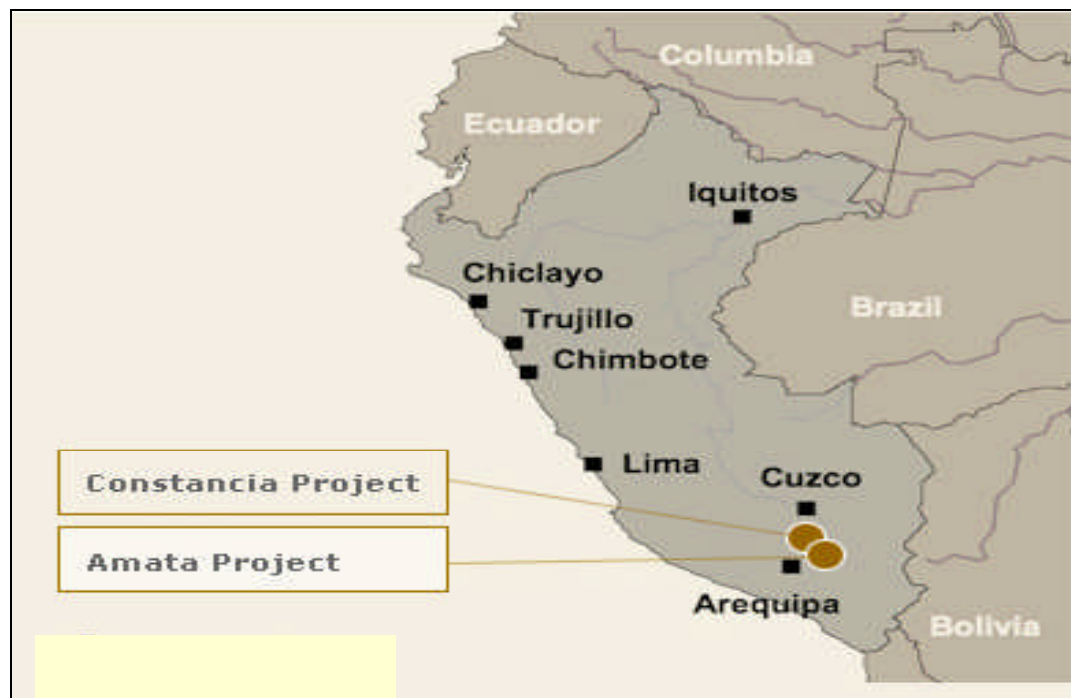 Columbia
Ecuador
Iquitos
Chiclayo
Brazil
Trujillo
Chimbote
Lima
Constancia Project
Cuzco
Amata Project
Arequipa
Bolivia